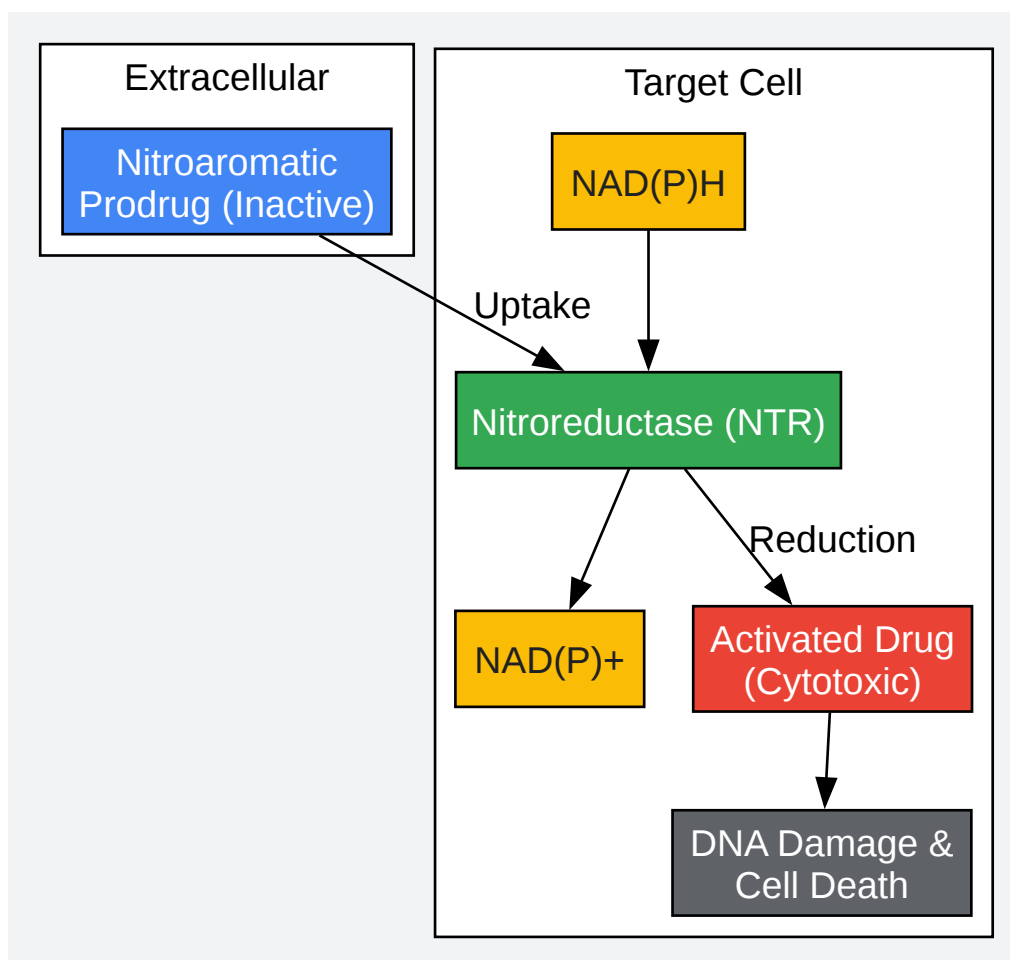 Extracellular
Nitroaromatic
Prodrug (Inactive)
Target Cell
NAD(P)H
Uptake
Nitroreductase (NTR)
Reduction
NAD(P)+
Activated Drug
(Cytotoxic)
DNA Damage &
Cell Death